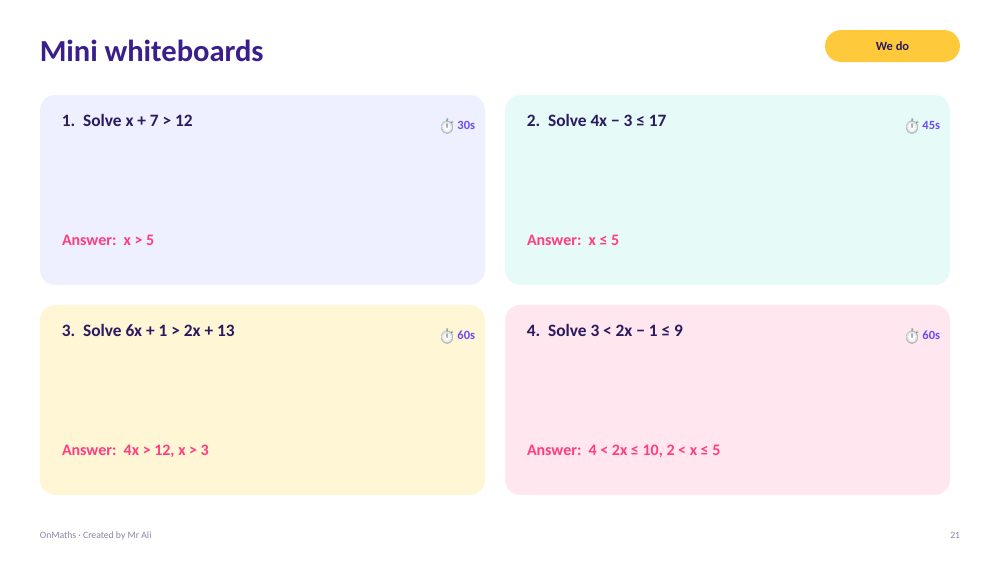 Mini whiteboards
We do
1. Solve x + 7 > 12
⏱ 30s
Answer: x > 5
2. Solve 4x − 3 ≤ 17
⏱ 45s
Answer: x ≤ 5
3. Solve 6x + 1 > 2x + 13
⏱ 60s
Answer: 4x > 12, x > 3
4. Solve 3 < 2x − 1 ≤ 9
⏱ 60s
Answer: 4 < 2x ≤ 10, 2 < x ≤ 5
OnMaths · Created by Mr Ali
21